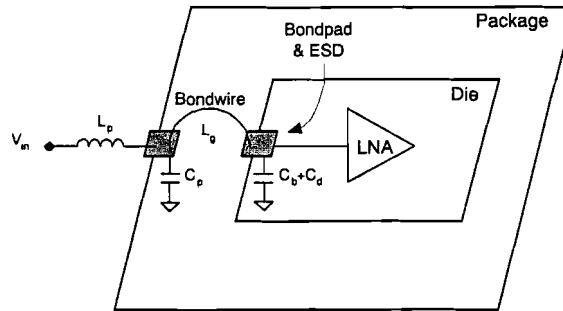 Package
Bondpad
& ESD
Die
Bondwire
L_p
L_g
V_in
LNA
C_p
C_b+C_d